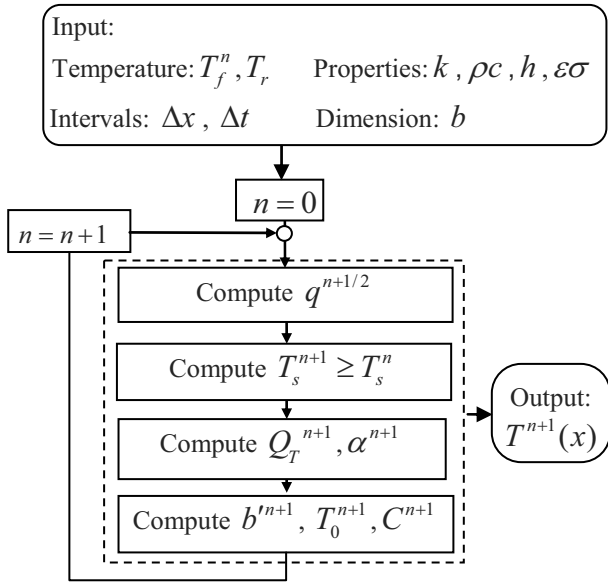 Input:
Temperature: T_f^n, T_r Properties: k , ρc , h , εσ
Intervals: Δx , Δt Dimension: b
n = 0
n = n+1
Compute q^{n+1/2}
Compute T_s^{n+1} ≥ T_s^n
Compute Q_T^{n+1}, α^{n+1}
Compute b'^{n+1}, T_0^{n+1}, C^{n+1}
Output:
T^{n+1}(x)